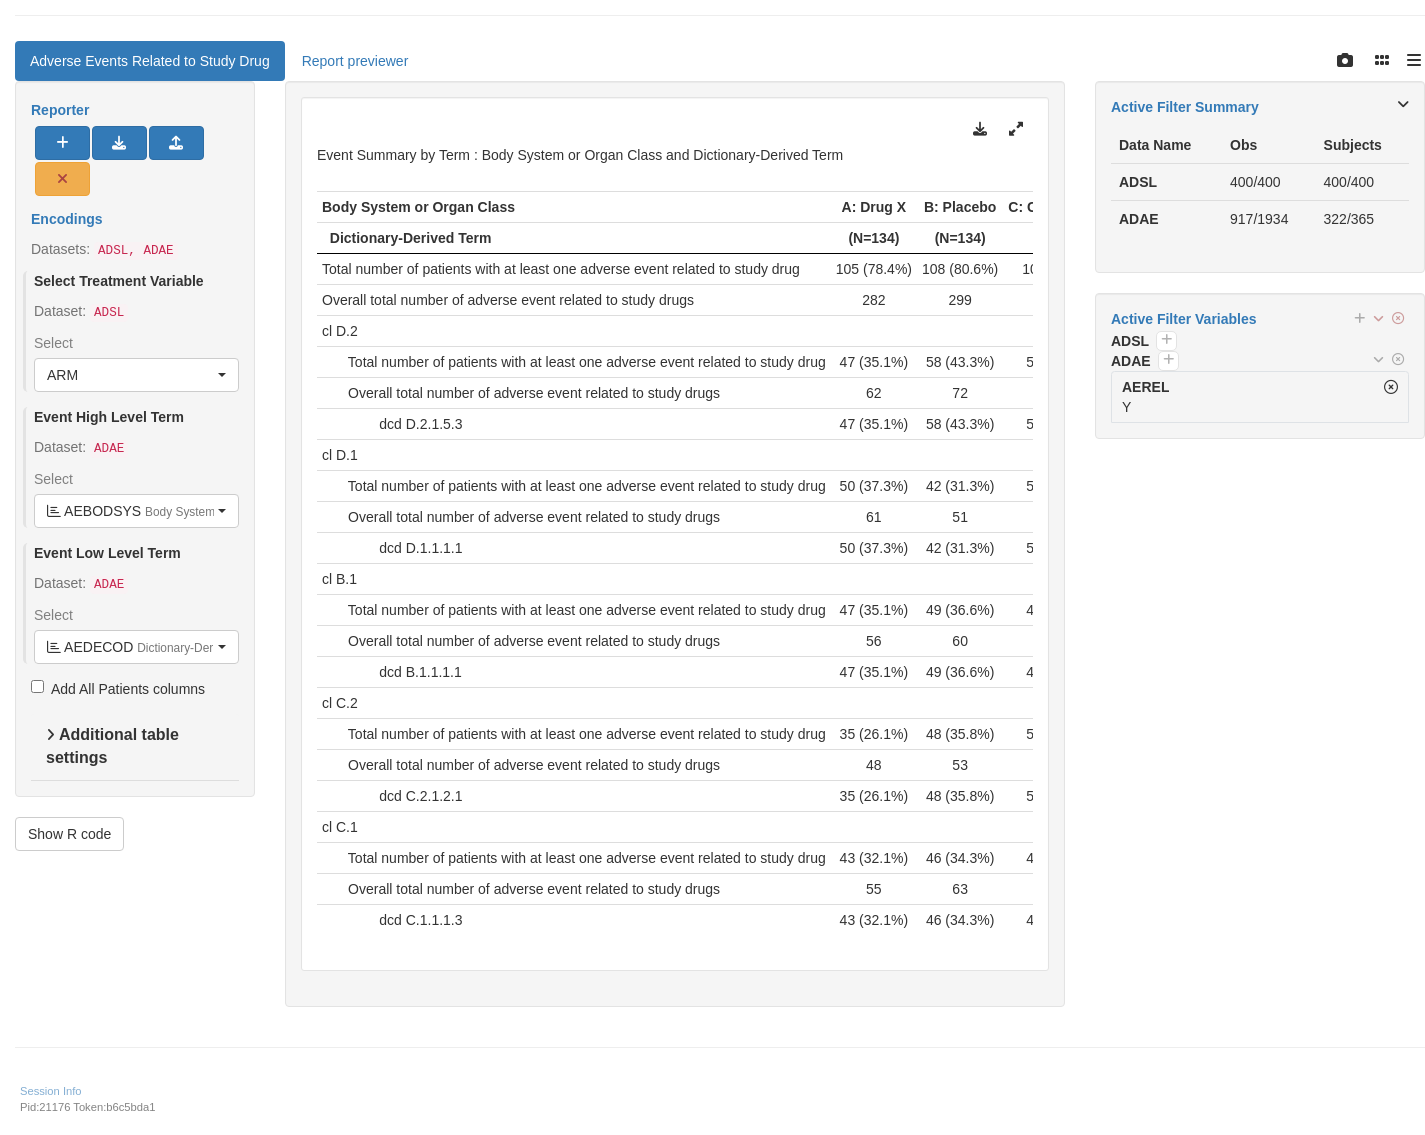 Adverse Events Related to Study Drug
Report previewer
Reporter
Encodings
Datasets: ADSL, ADAE
Select Treatment Variable
Dataset: ADSL
Select
ARM
Event High Level Term
Dataset: ADAE
Select
AEBODSYS Body System
Event Low Level Term
Dataset: ADAE
Select
AEDECOD Dictionary-Der
Add All Patients columns
Additional table
settings
Show R code
Event Summary by Term : Body System or Organ Class and Dictionary-Derived Term
Body System or Organ Class A: Drug X B: Placebo C:
Dictionary-Derived Term (N=134) (N=134)
Total number of patients with at least one adverse event related to study drug 105 (78.4%) 108 (80.6%) 10
Overall total number of adverse event related to study drugs 282 299
cl D.2
Total number of patients with at least one adverse event related to study drug 47 (35.1%) 58 (43.3%) 5
Overall total number of adverse event related to study drugs 62 72
dcd D.2.1.5.3 47 (35.1%) 58 (43.3%) 5
cl D.1
Total number of patients with at least one adverse event related to study drug 50 (37.3%) 42 (31.3%) 5
Overall total number of adverse event related to study drugs 61 51
dcd D.1.1.1.1 50 (37.3%) 42 (31.3%) 5
cl B.1
Total number of patients with at least one adverse event related to study drug 47 (35.1%) 49 (36.6%) 4
Overall total number of adverse event related to study drugs 56 60
dcd B.1.1.1.1 47 (35.1%) 49 (36.6%) 4
cl C.2
Total number of patients with at least one adverse event related to study drug 35 (26.1%) 48 (35.8%) 5
Overall total number of adverse event related to study drugs 48 53
dcd C.2.1.2.1 35 (26.1%) 48 (35.8%) 5
cl C.1
Total number of patients with at least one adverse event related to study drug 43 (32.1%) 46 (34.3%) 4
Overall total number of adverse event related to study drugs 55 63
dcd C.1.1.1.3 43 (32.1%) 46 (34.3%) 4
Active Filter Summary
Data Name Obs Subjects
ADSL 400/400 400/400
ADAE 917/1934 322/365
Active Filter Variables
ADSL
ADAE
AEREL
Y
Session Info
Pid:21176 Token:b6c5bda1